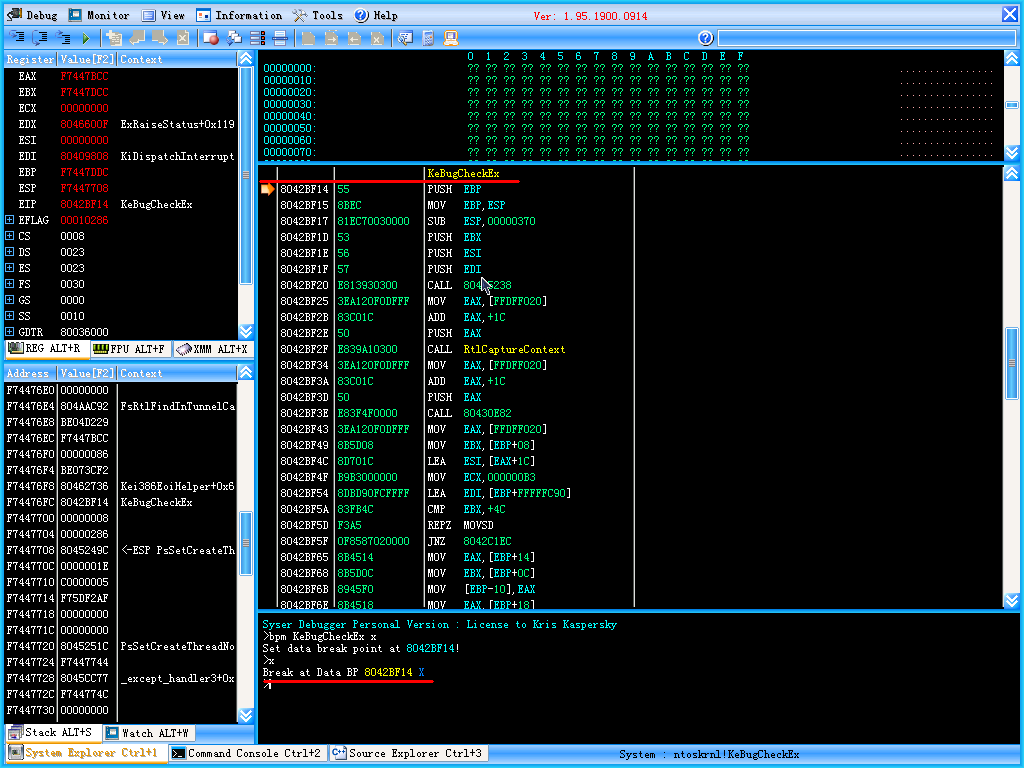 Debug Monitor View Information Tools Help Ver: 1.95.1900.0914
Register Value[F2] Context
EAX F7447BCC
EBX F7447DCC
ECX 00000000
EDX 8046600F ExRaiseStatus+0x119
ESI 00000000
EDI 80409808 KiDispatchInterrupt
EBP F7447DDC
ESP F7447708
EIP 8042BF14 KeBugCheckEx
EFLAG 00010286
CS 0008
DS 0023
ES 0023
FS 0030
GS 0000
SS 0010
GDTR 80036000
REG ALT+R FPU ALT+F XMM ALT+X
Address Value[F2] Context
F74476E0 00000000
F74476E4 804AAC92 FsRtlFindInTunnelCa
F74476E8 BE04D229
F74476EC F7447BCC
F74476F0 00000086
F74476F4 BE073CF2
F74476F8 80462736 Kei386EoiHelper+0x6
F74476FC 8042BF14 KeBugCheckEx
F7447700 00000008
F7447704 00000286
F7447708 8045249C <-ESP PsSetCreateTh
F744770C 0000001E
F7447710 C0000005
F7447714 F75DF2AF
F7447718 00000000
F744771C 00000000
F7447720 8045251C PsSetCreateThreadNo
F7447724 F7447744
F7447728 8045CC77 _except_handler3+0x
F744772C F744774C
F7447730 00000000
Stack ALT+S Watch ALT+W
0 1 2 3 4 5 6 7 8 9 A B C D E F
00000000: ?? ?? ?? ?? ?? ?? ?? ?? ?? ?? ?? ?? ?? ?? ?? ?? ................
00000010: ?? ?? ?? ?? ?? ?? ?? ?? ?? ?? ?? ?? ?? ?? ?? ?? ................
00000020: ?? ?? ?? ?? ?? ?? ?? ?? ?? ?? ?? ?? ?? ?? ?? ?? ................
00000030: ?? ?? ?? ?? ?? ?? ?? ?? ?? ?? ?? ?? ?? ?? ?? ?? ................
00000040: ?? ?? ?? ?? ?? ?? ?? ?? ?? ?? ?? ?? ?? ?? ?? ?? ................
00000050: ?? ?? ?? ?? ?? ?? ?? ?? ?? ?? ?? ?? ?? ?? ?? ?? ................
00000060: ?? ?? ?? ?? ?? ?? ?? ?? ?? ?? ?? ?? ?? ?? ?? ?? ................
00000070: ?? ?? ?? ?? ?? ?? ?? ?? ?? ?? ?? ?? ?? ?? ?? ?? ................
KeBugCheckEx
8042BF14 55 PUSH EBP
8042BF15 8BEC MOV EBP,ESP
8042BF17 81EC70030000 SUB ESP,00000370
8042BF1D 53 PUSH EBX
8042BF1E 56 PUSH ESI
8042BF1F 57 PUSH EDI
8042BF20 E813930300 CALL 80465238
8042BF25 3EA120F0DFFF MOV EAX,[FFDFF020]
8042BF2B 83C01C ADD EAX,+1C
8042BF2E 50 PUSH EAX
8042BF2F E839A10300 CALL RtlCaptureContext
8042BF34 3EA120F0DFFF MOV EAX,[FFDFF020]
8042BF3A 83C01C ADD EAX,+1C
8042BF3D 50 PUSH EAX
8042BF3E E83F4F0000 CALL 80430E82
8042BF43 3EA120F0DFFF MOV EAX,[FFDFF020]
8042BF49 8B5D08 MOV EBX,[EBP+08]
8042BF4C 8D701C LEA ESI,[EAX+1C]
8042BF4F B9B3000000 MOV ECX,000000B3
8042BF54 8DBD90FCFFFF LEA EDI,[EBP+FFFFFC90]
8042BF5A 83FB4C CMP EBX,+4C
8042BF5D F3A5 REPZ MOVSD
8042BF5F 0F8587020000 JNZ 8042C1EC
8042BF65 8B4514 MOV EAX,[EBP+14]
8042BF68 8B5D0C MOV EBX,[EBP+0C]
8042BF6B 8945F0 MOV [EBP-10],EAX
8042BF6E 8B4518 MOV EAX,[EBP+18]
Syser Debugger Personal Version : License to Kris Kaspersky
>bpm KeBugCheckEx x
Set data break point at 8042BF14!
>x
Break at Data BP 8042BF14 X
>
System Explorer Ctrl+1 Command Console Ctrl+2 Source Explorer Ctrl+3 System : ntoskrnl!KeBugCheckEx